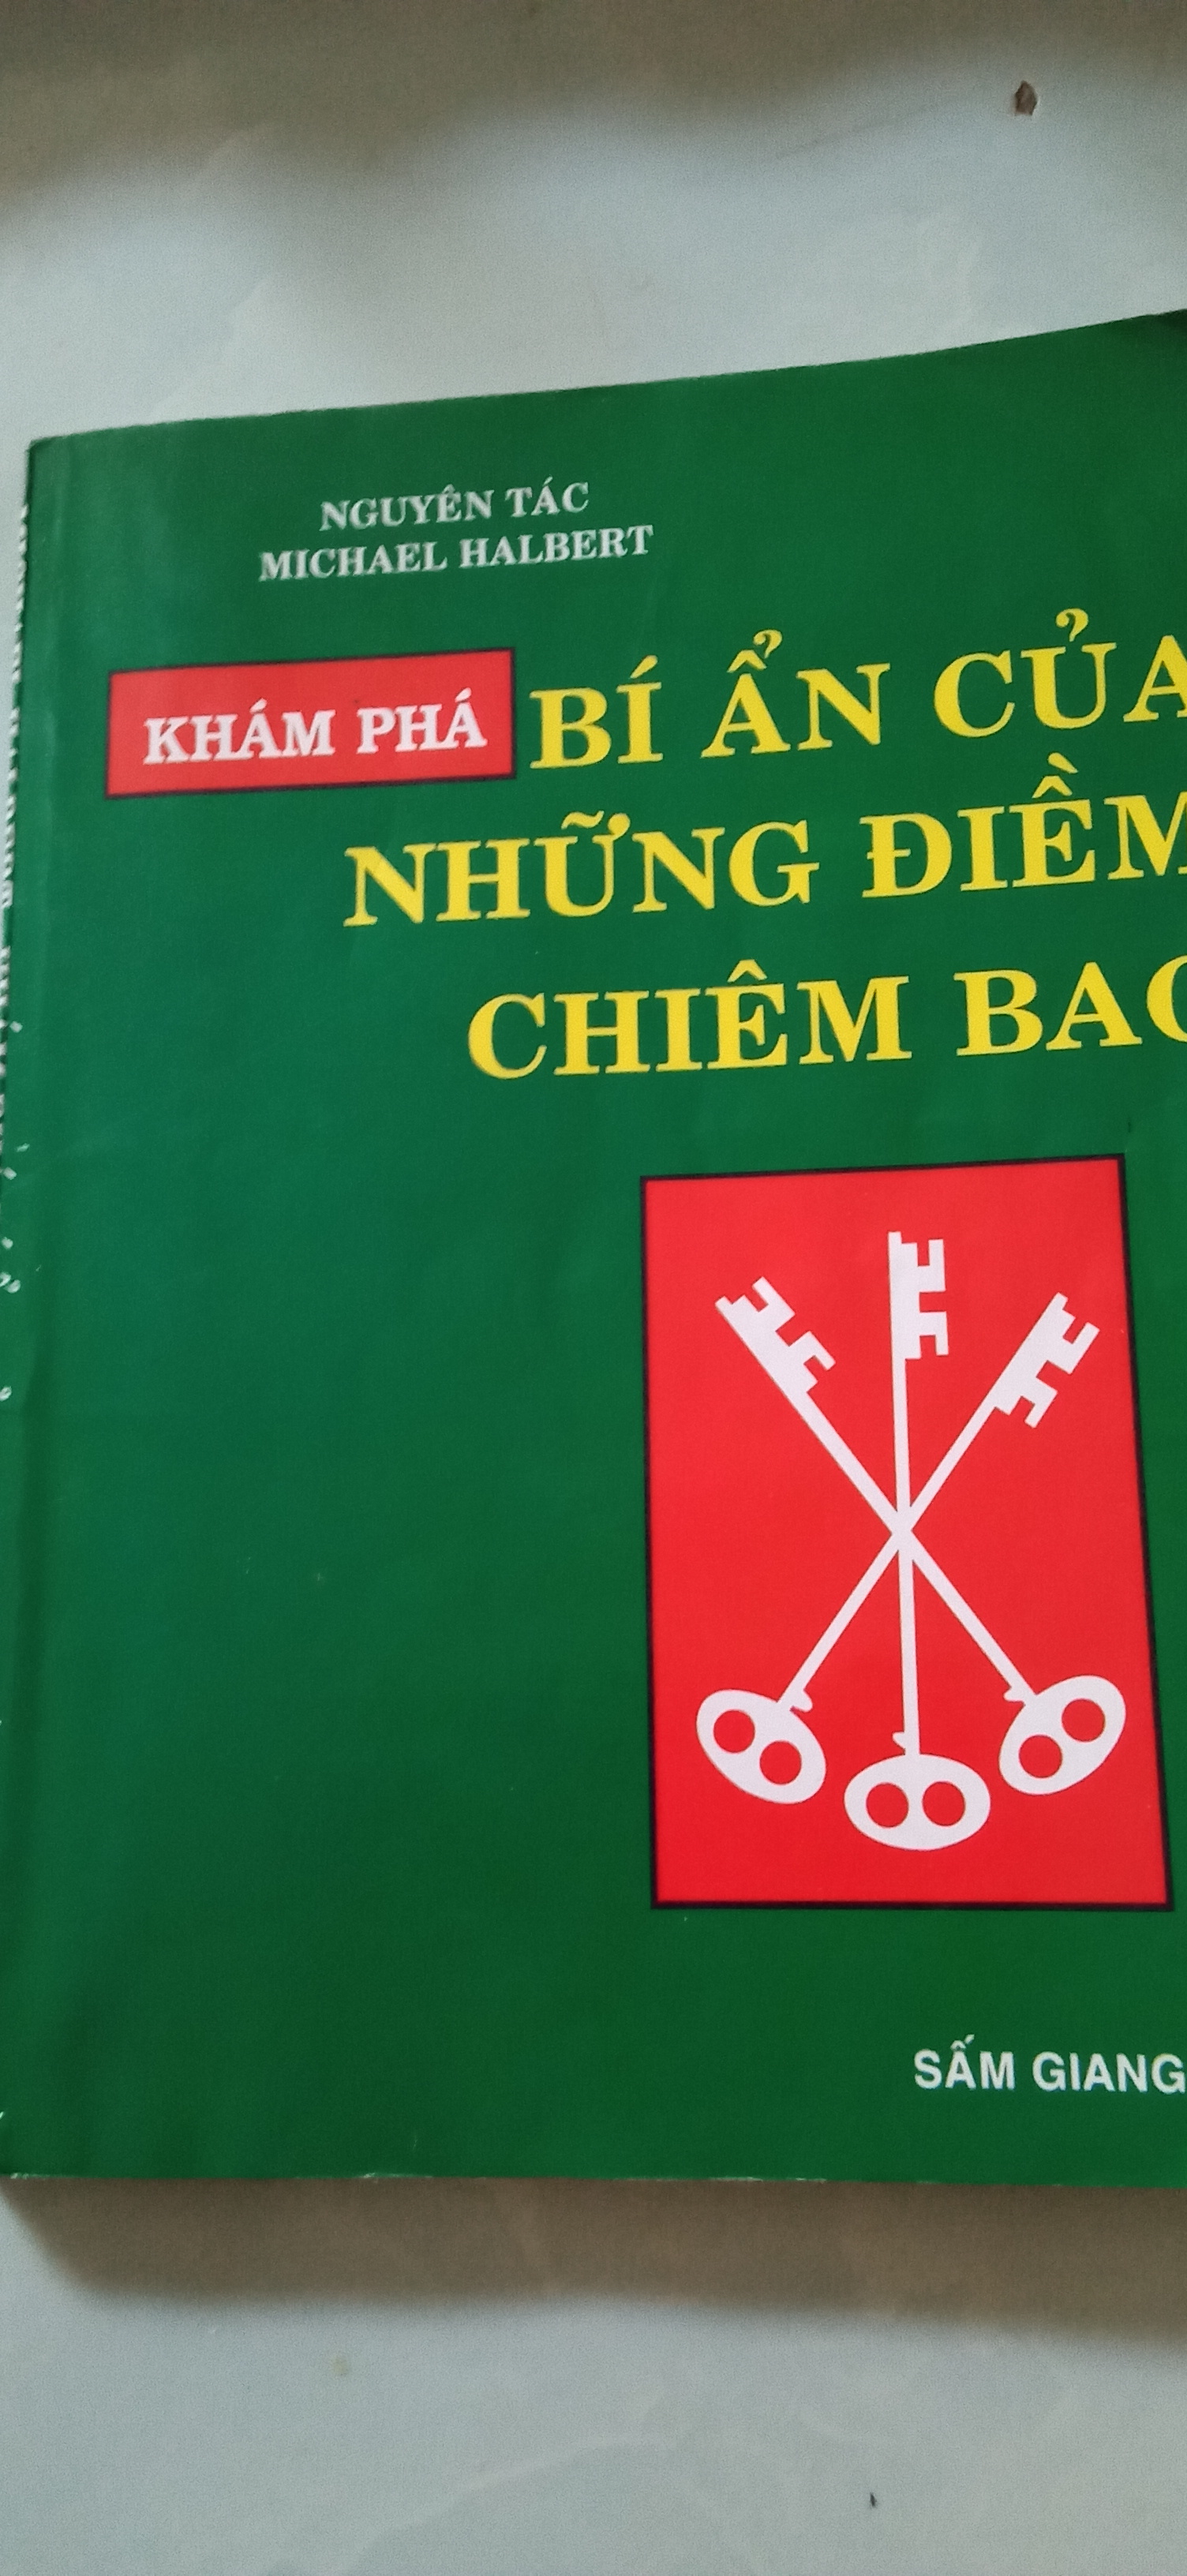 NGUYÊN TÁC
MICHAEL HALBERT
KHÁM PHÁ BÍ ẨN CỦA
NHỮNG ĐIỀM
CHIÊM BAO
SẤM GIANG